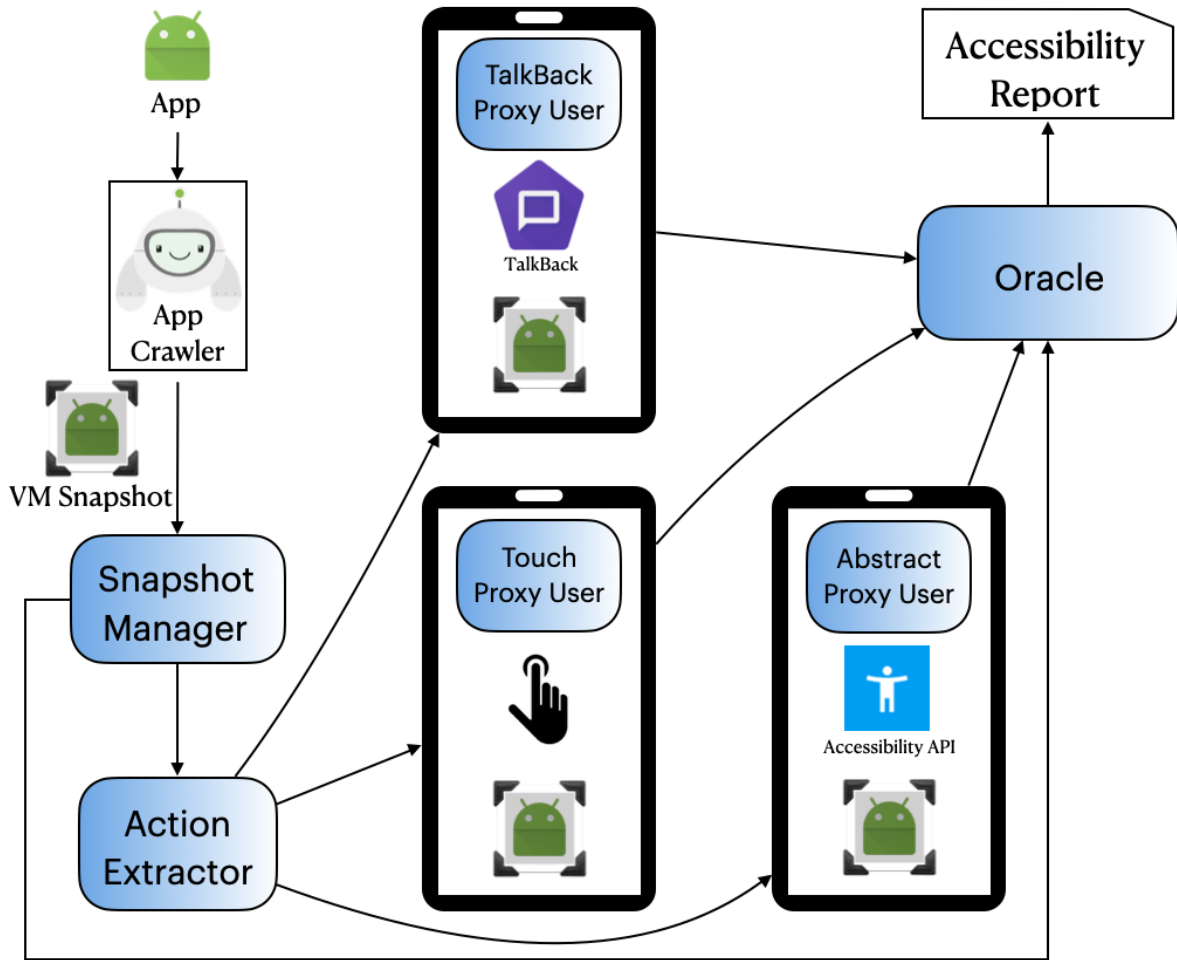 App
App
Crawler
VM Snapshot
Snapshot
Manager
Action
Extractor
TalkBack
Proxy User
TalkBack
Touch
Proxy User
Abstract
Proxy User
Accessibility API
Accessibility
Report
Oracle